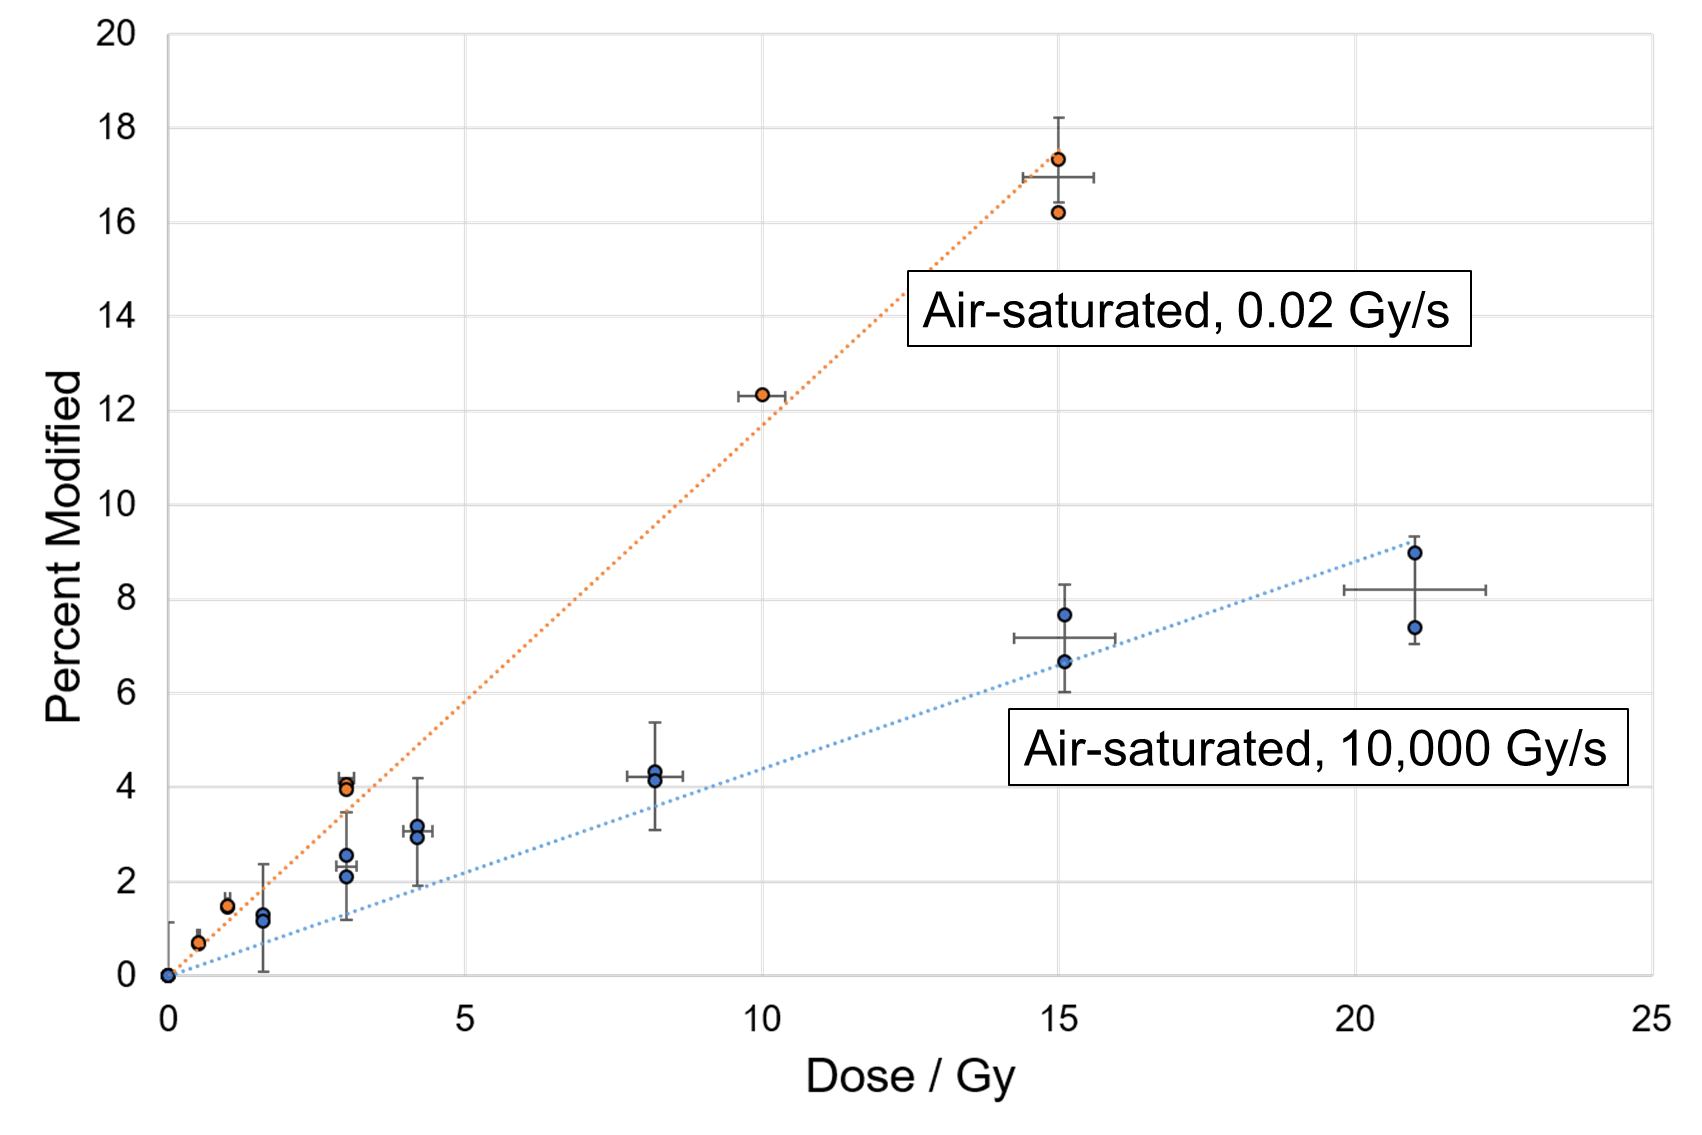 20
18
16
14
12
10
8
6
4
2
0
Percent Modified
Air-saturated, 0.02 Gy/s
Air-saturated, 10,000 Gy/s
0 5 10 15 20 25
Dose / Gy